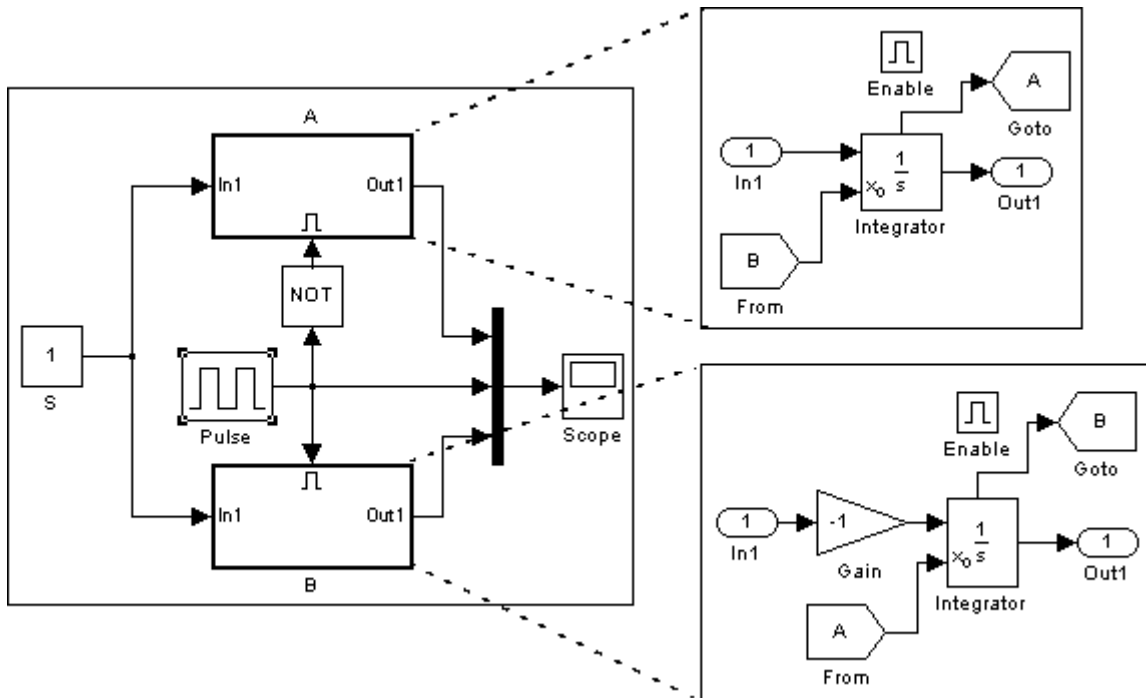 A
In1
Out1
NOT
1
S
Pulse
Scope
In1
Out1
B
Enable
A
Goto
1
In1
x0
1
s
Integrator
1
Out1
B
From
Enable
B
Goto
1
In1
-1
Gain
x0
1
s
Integrator
1
Out1
A
From